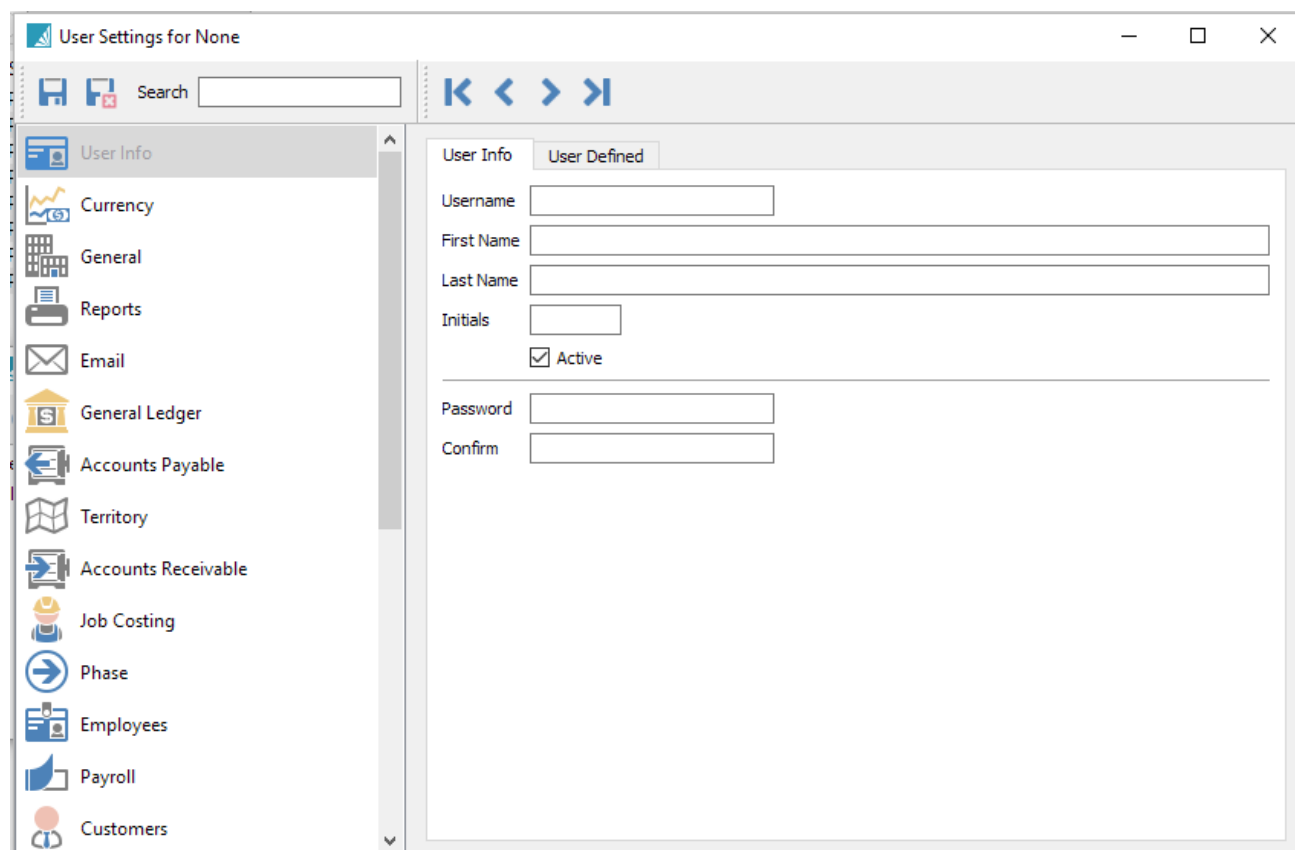 User Settings for None
Search
User Info
Currency
General
Reports
Email
General Ledger
Accounts Payable
Territory
Accounts Receivable
Job Costing
Phase
Employees
Payroll
Customers
User Info
User Defined
Username
First Name
Last Name
Initials
Active
Password
Confirm